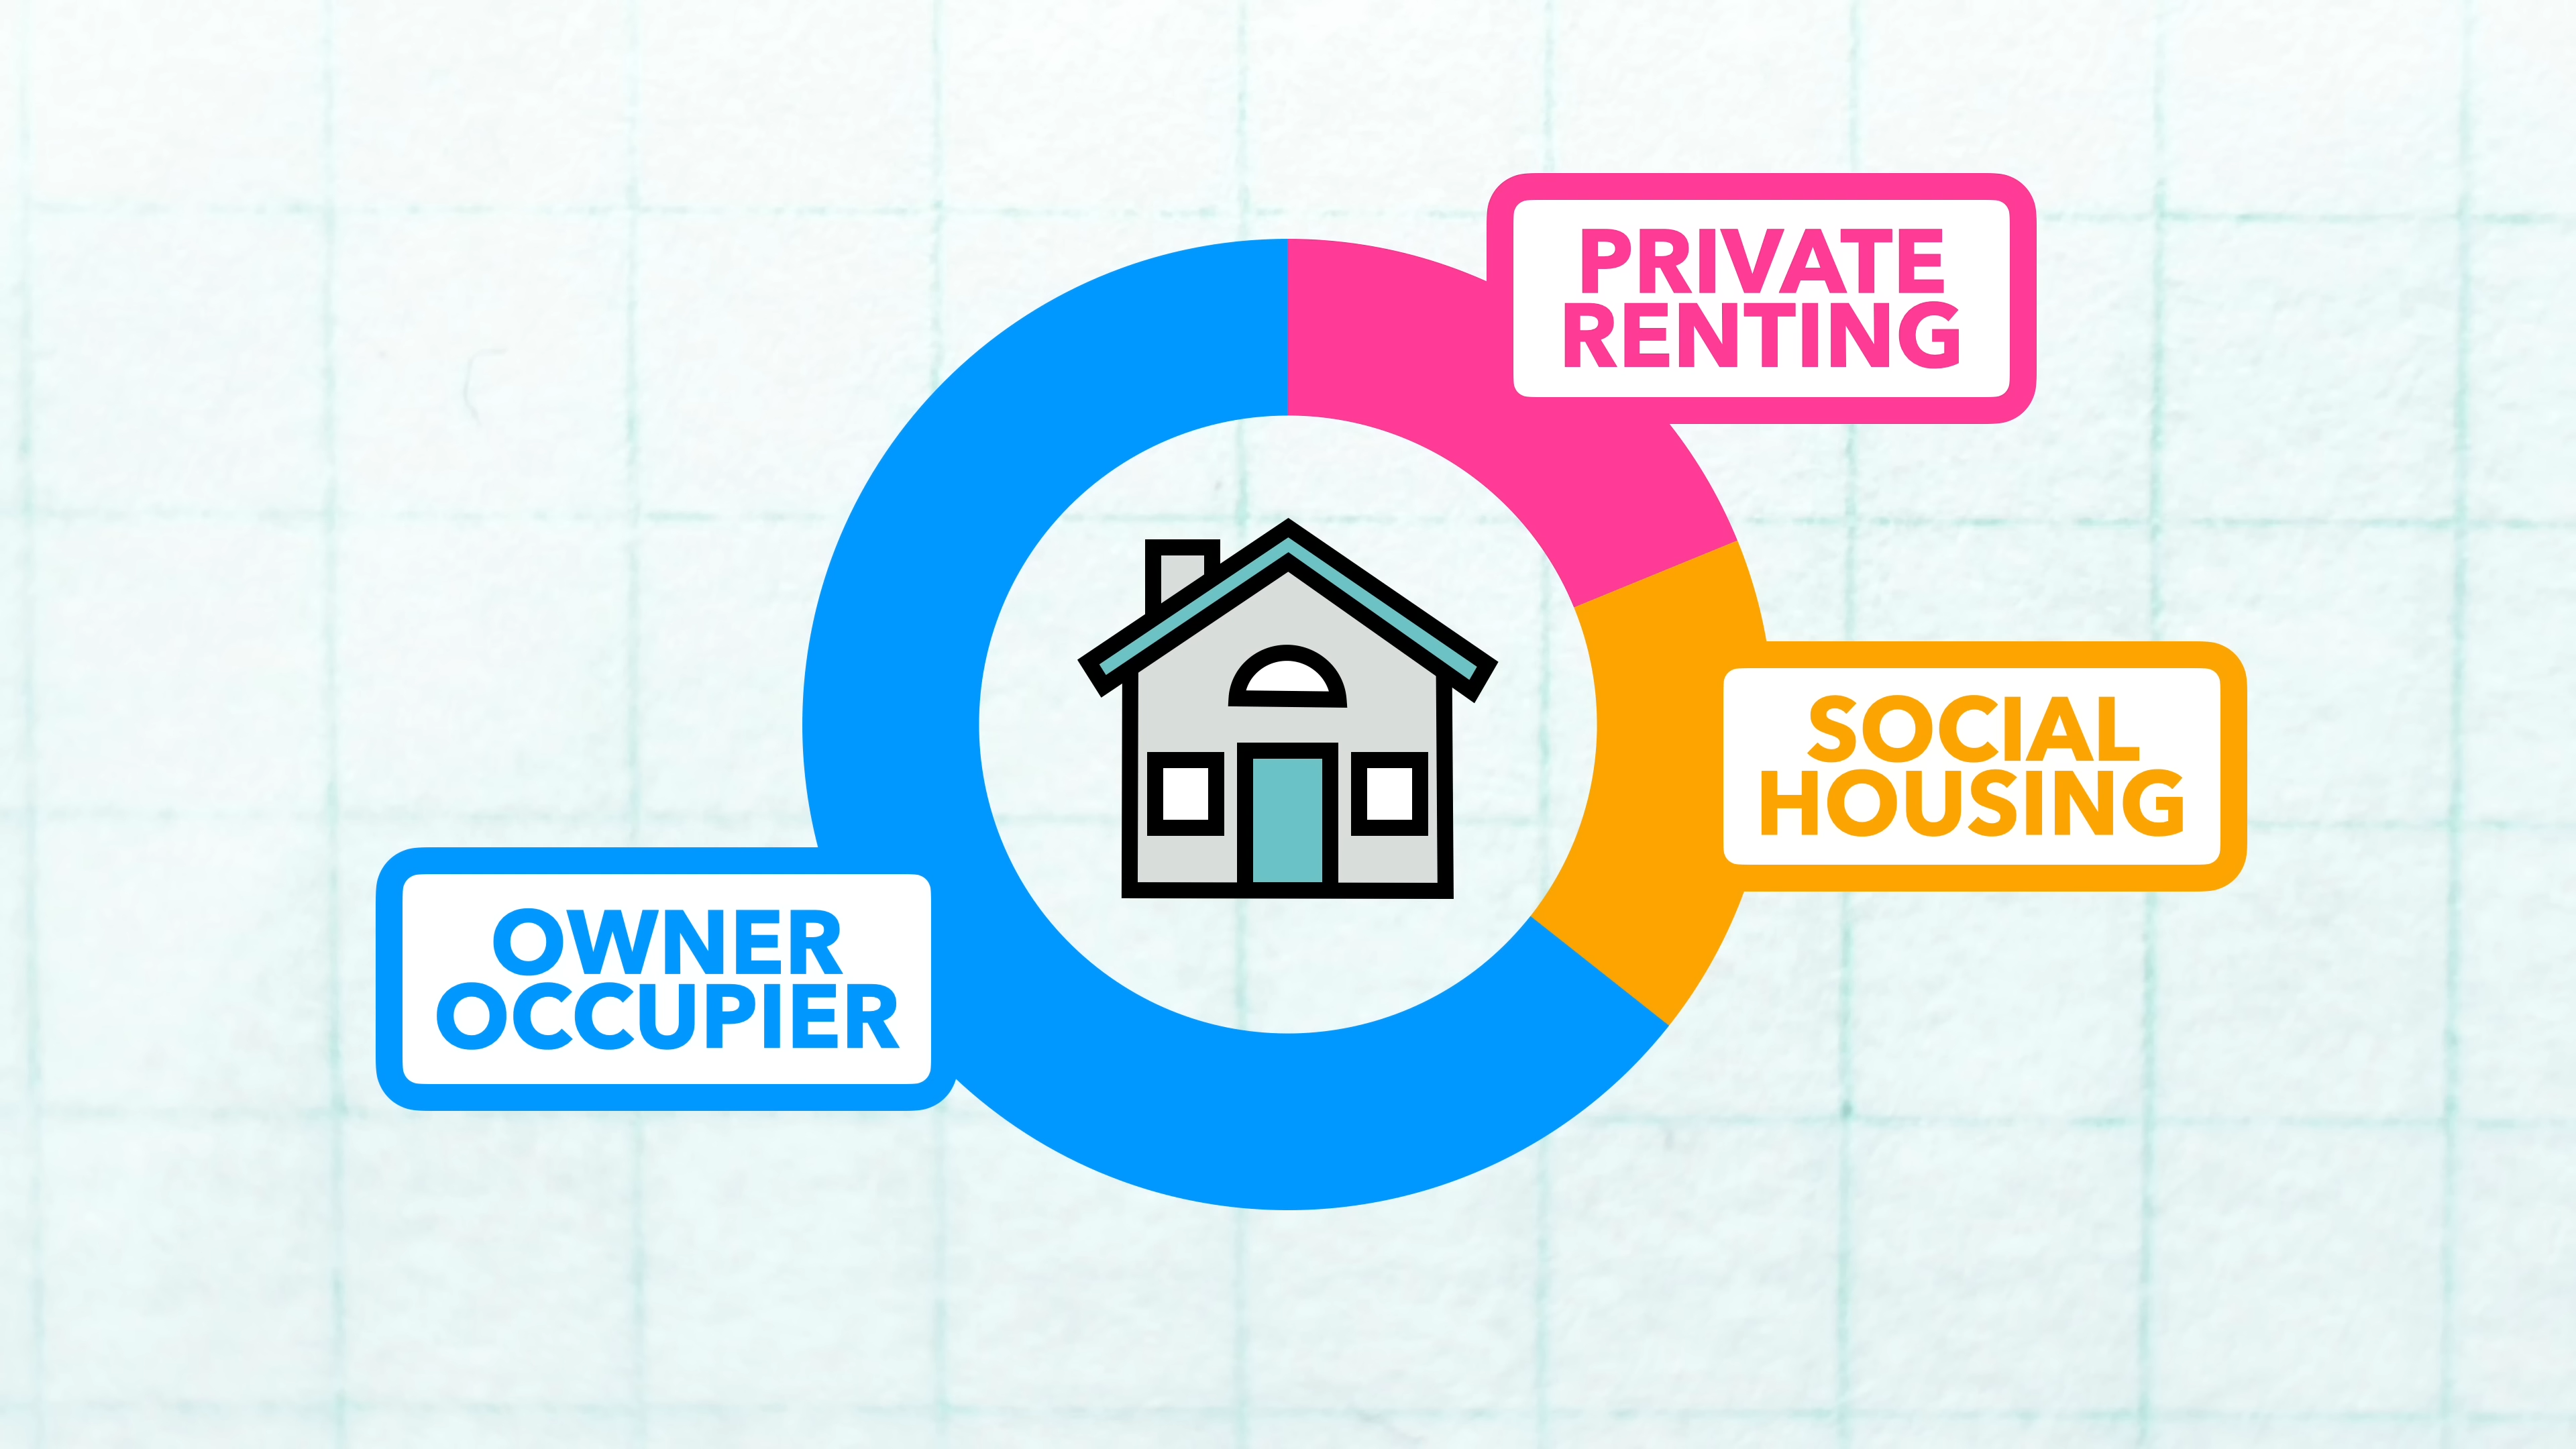 PRIVATE
RENTING
SOCIAL
HOUSING
OWNER
OCCUPIER